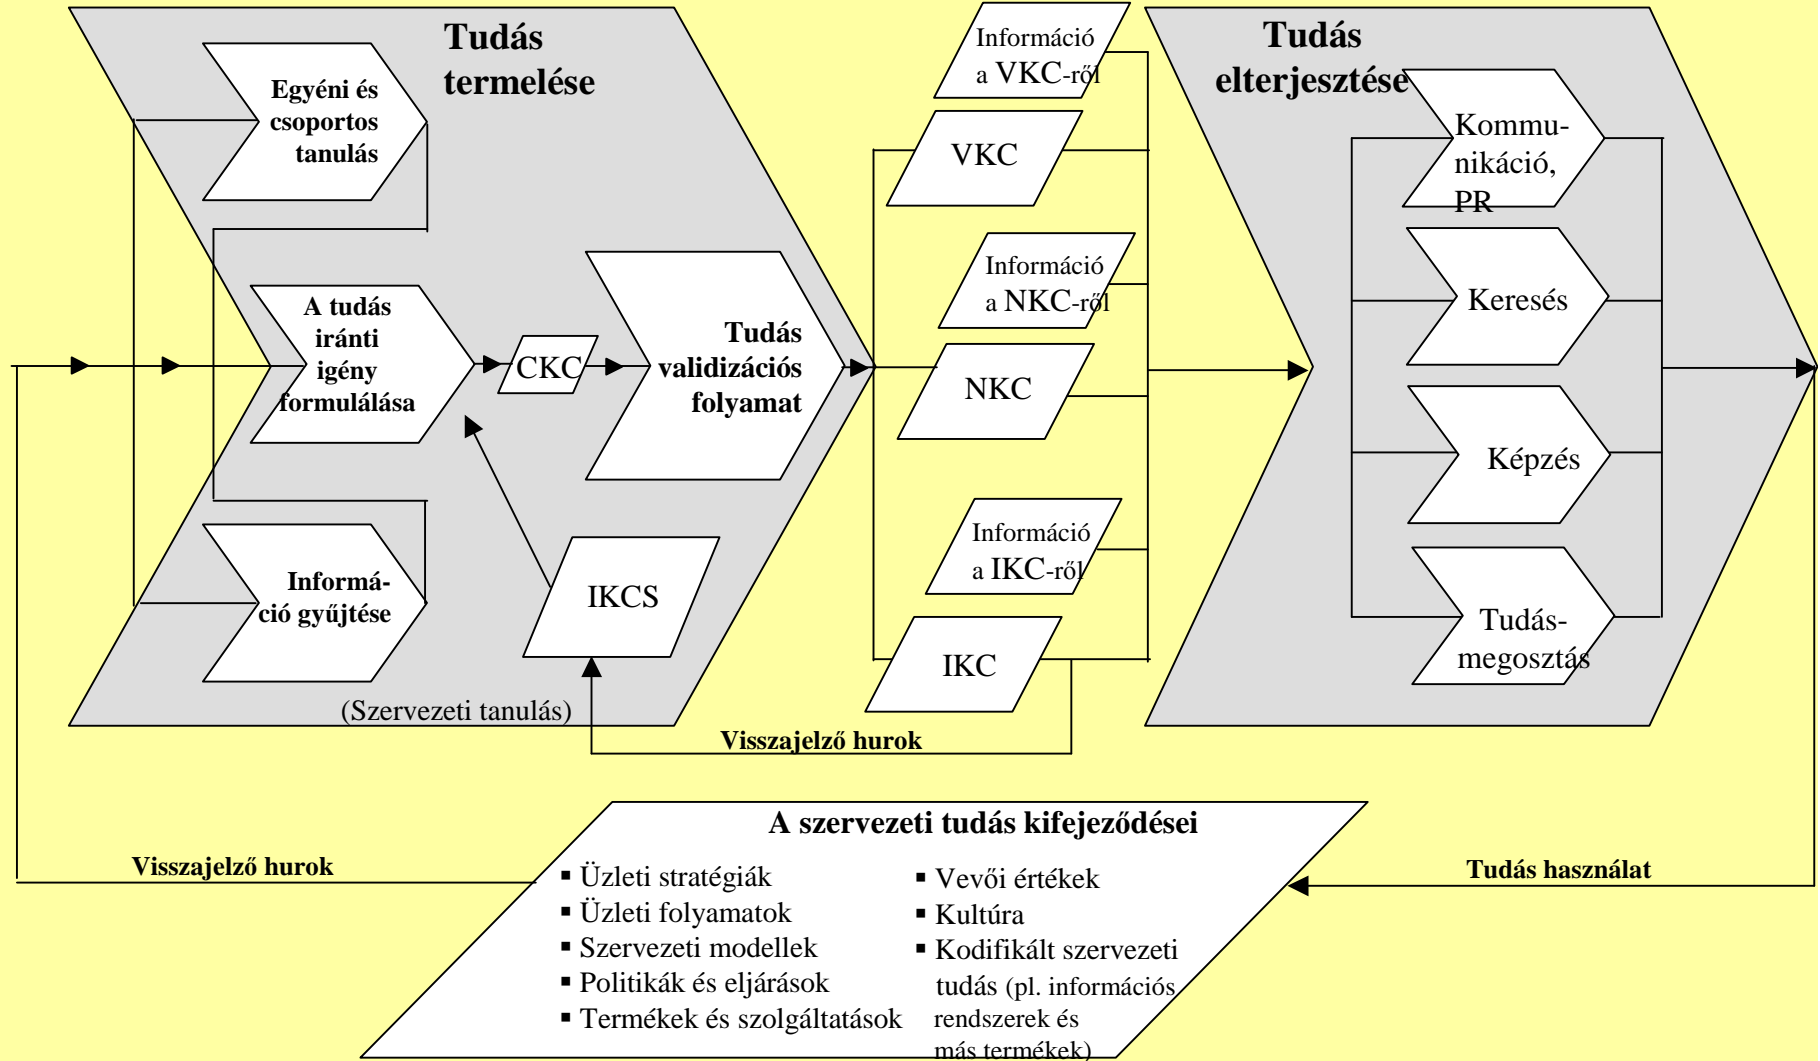 Tudás
termelése
Egyéni és
csoportos
tanulás
A tudás
iránti
igény
formulálása
Informá-
ció gyűjtése
CKC
Tudás
validizációs
folyamat
IKCS
(Szervezeti tanulás)
Információ
a VKC-ről
VKC
Információ
a NKC-ről
NKC
Információ
a IKC-ről
IKC
Tudás
elterjesztése
Kommu-
nikáció,
PR
Keresés
Képzés
Tudás-
megosztás
Visszajelző hurok
Visszajelző hurok
Tudás használat
A szervezeti tudás kifejeződései
▪ Üzleti stratégiák
▪ Üzleti folyamatok
▪ Szervezeti modellek
▪ Politikák és eljárások
▪ Termékek és szolgáltatások
▪ Vevői értékek
▪ Kultúra
▪ Kodifikált szervezeti
tudás (pl. információs
rendszerek és
más termékek)